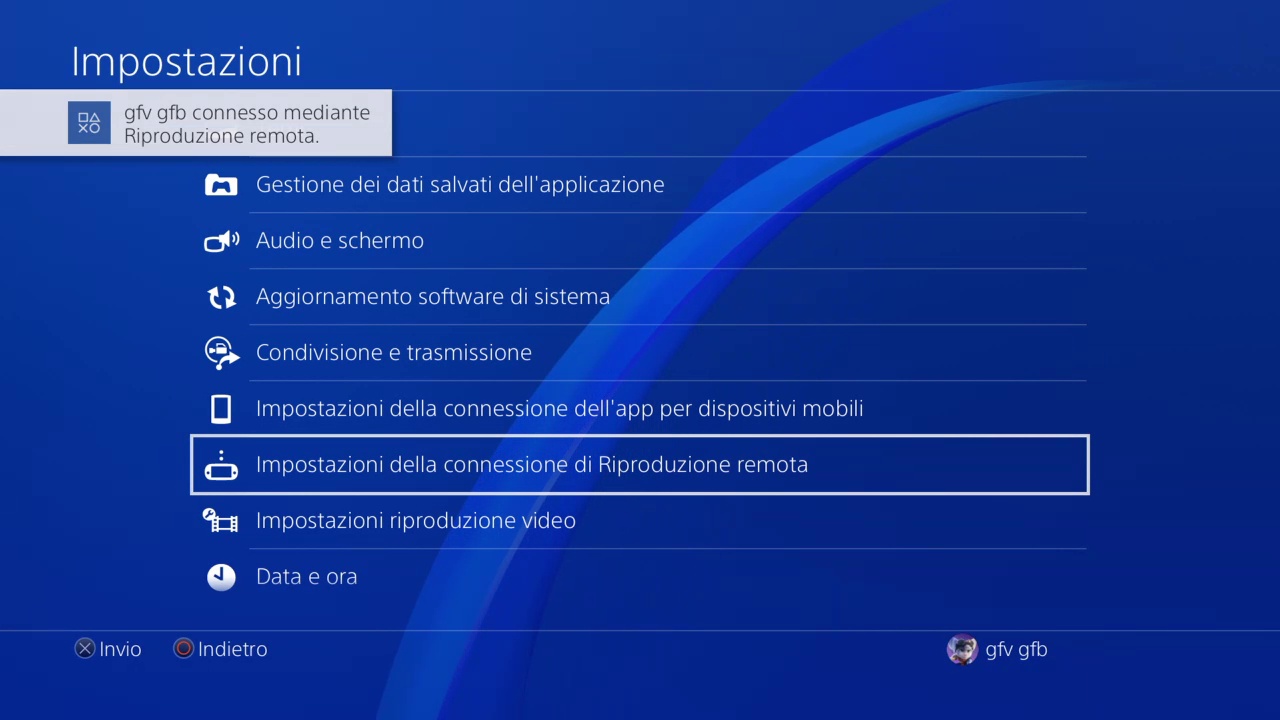 Impostazioni
gfv gfb connesso mediante
Riproduzione remota.
Gestione dei dati salvati dell'applicazione
Audio e schermo
Aggiornamento software di sistema
Condivisione e trasmissione
Impostazioni della connessione dell'app per dispositivi mobili
Impostazioni della connessione di Riproduzione remota
Impostazioni riproduzione video
Data e ora
Invio
Indietro
gfv gfb